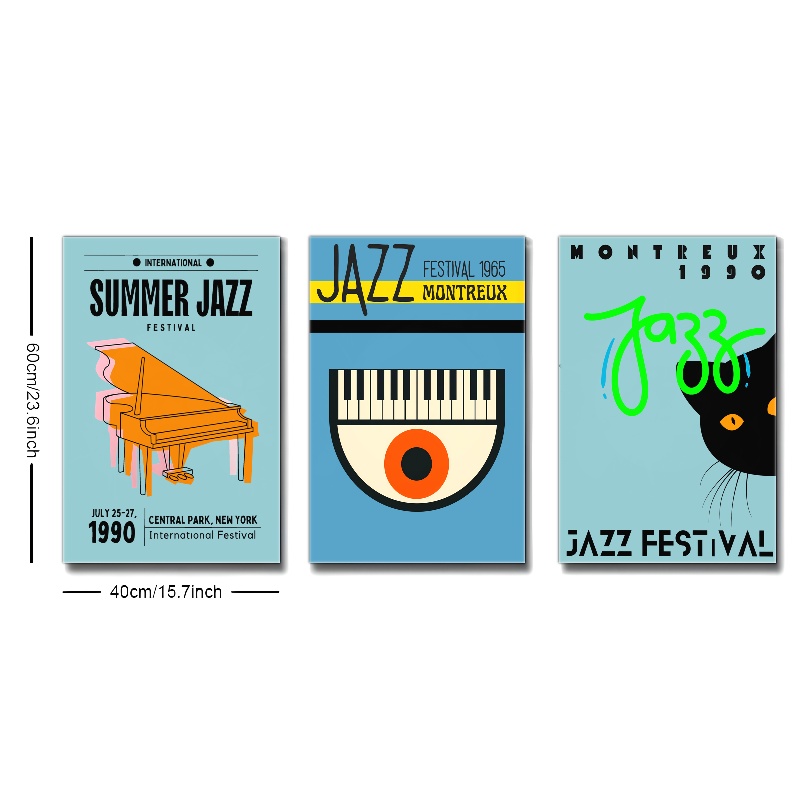 60cm/23.6inch
INTERNATIONAL
SUMMER JAZZ
FESTIVAL
JULY 25-27,
1990
CENTRAL PARK, NEW YORK
International Festival
40cm/15.7inch
JAZZ
FESTIVAL 1965
MONTREUX
MONTREUX
1990
Jazz
JAZZ FESTIVAL